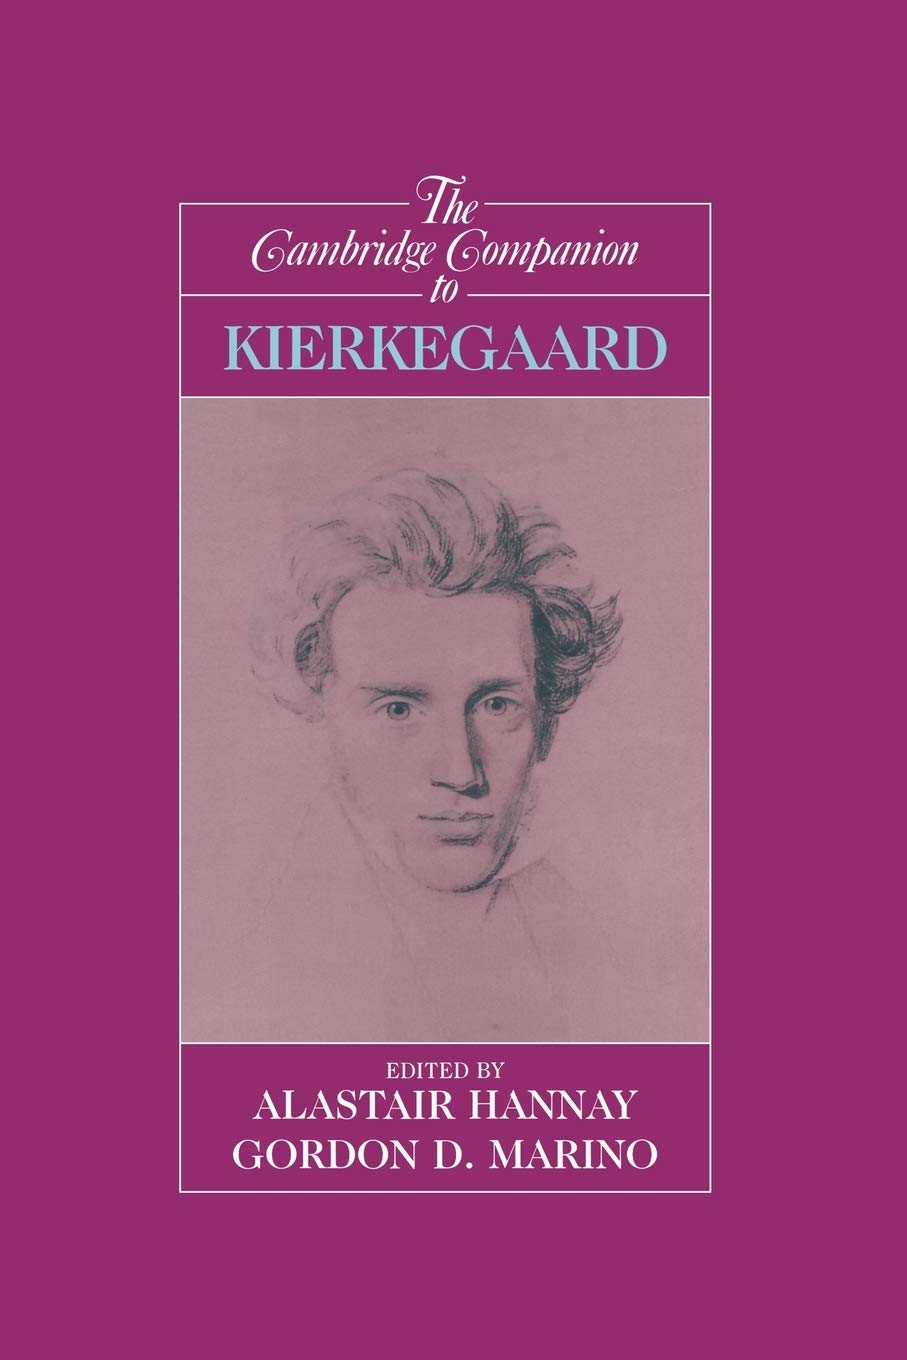 The
Cambridge Companion
to
KIERKEGAARD
EDITED BY
ALASTAIR HANNAY
GORDON D. MARINO